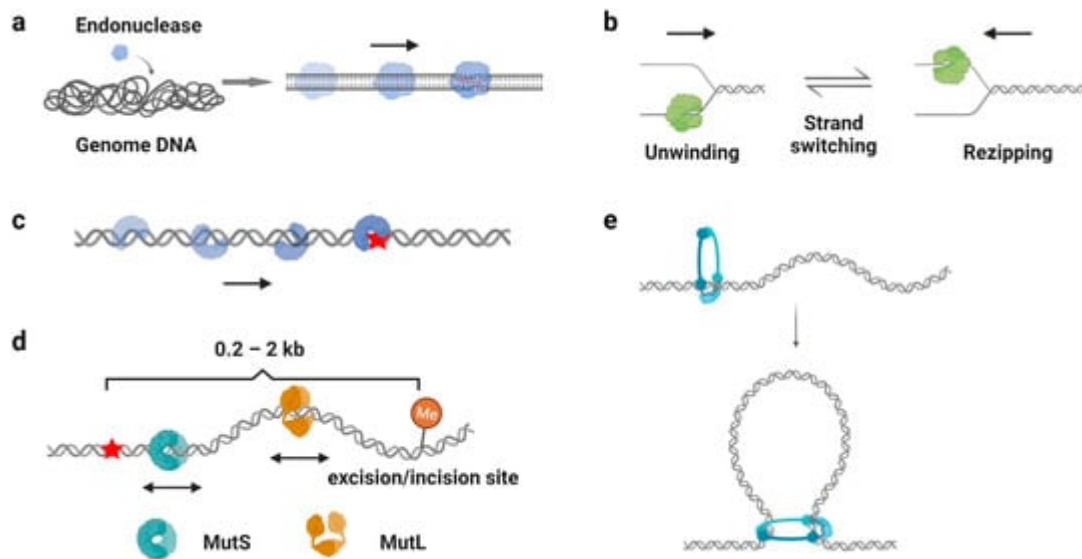 a
Endonuclease
Genome DNA
b
Unwinding
Strand
switching
Rezipping
c
d
0.2 – 2 kb
Me
excision/incision site
MutS
MutL
e